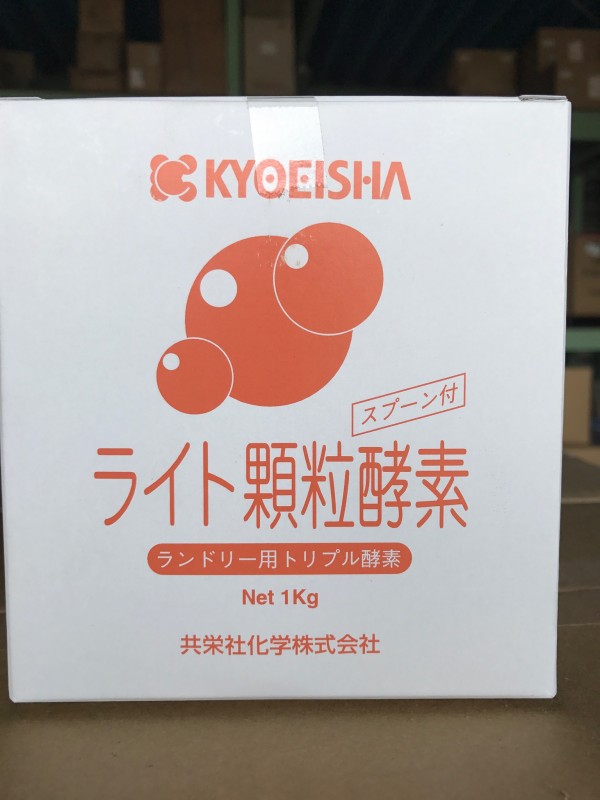 KYOEISHA
スプーン付
ライト顆粒酵素
ランドリー用トリプル酵素
Net 1Kg
共栄社化学株式会社